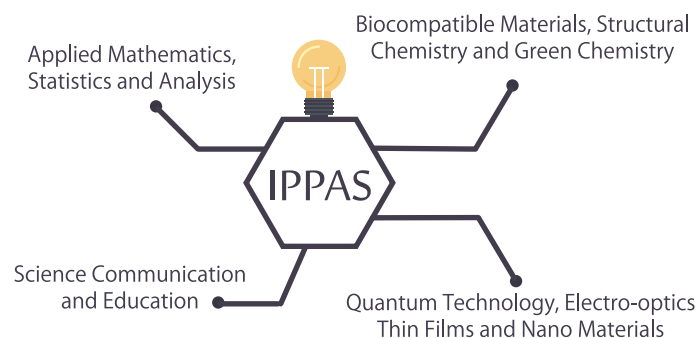 Applied Mathematics,
Statistics and Analysis
Biocompatible Materials, Structural
Chemistry and Green Chemistry
IPPAS
Science Communication
and Education
Quantum Technology, Electro-optics
Thin Films and Nano Materials